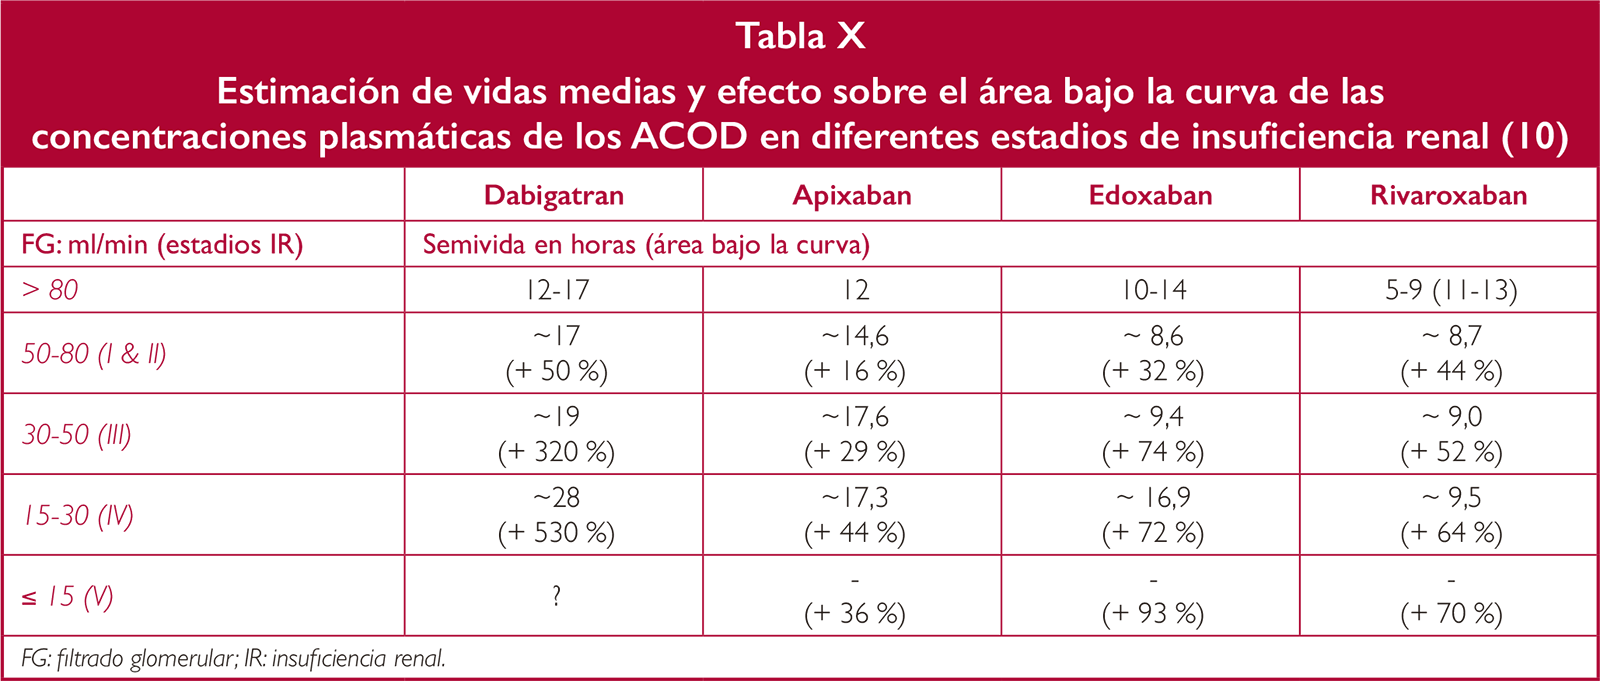 Tabla X
Estimación de vidas medias y efecto sobre el área bajo la curva de las
concentraciones plasmáticas de los ACOD en diferentes estadios de insuficiencia renal (10)
Dabigatran Apixaban Edoxaban Rivaroxaban
FG: ml/min (estadios IR) Semivida en horas (área bajo la curva)
> 80 12-17 12 10-14 5-9 (11-13)
50-80 (I & II) ~17 ~14,6 ~ 8,6 ~ 8,7
(+ 50 %) (+ 16 %) (+ 32 %) (+ 44 %)
30-50 (III) ~19 ~17,6 ~ 9,4 ~ 9,0
(+ 320 %) (+ 29 %) (+ 74 %) (+ 52 %)
15-30 (IV) ~28 ~17,3 ~ 16,9 ~ 9,5
(+ 530 %) (+ 44 %) (+ 72 %) (+ 64 %)
≤ 15 (V) ? - - -
(+ 36 %) (+ 93 %) (+ 70 %)
FG: filtrado glomerular; IR: insuficiencia renal.